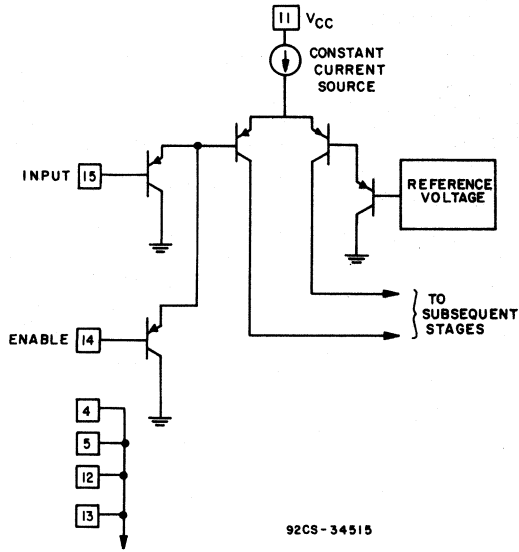 11 VCC
CONSTANT
CURRENT
SOURCE
INPUT 15
REFERENCE
VOLTAGE
TO
SUBSEQUENT
STAGES
ENABLE 14
4
5
12
13
92CS-34515